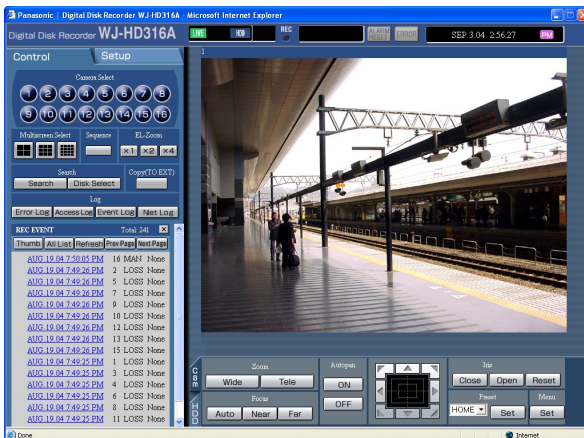 Panasonic | Digital Disk Recorder WJ-HD316A - Microsoft Internet Explorer
Digital Disk Recorder WJ-HD316A
LIVE HDD REC ALARM RESET ERROR SEP.3.04 2:56:27 PM
Control Setup
1
Camera Select
1 2 3 4 5 6 7 8
9 10 11 12 13 14 15 16
Multiscreen Select Sequence EL-Zoom
×1 ×2 ×4
Search Copy(TO EXT)
Search Disk Select
Log
Error Log Access Log Event Log Net Log
REC EVENT Total: 241
Thumb All List Refresh Prev Page Next Page
AUG.19.04 7:50:05 PM 16 MAN None
AUG.19.04 7:49:26 PM 2 LOSS None
AUG.19.04 7:49:26 PM 5 LOSS None
AUG.19.04 7:49:26 PM 7 LOSS None
AUG.19.04 7:49:26 PM 9 LOSS None
AUG.19.04 7:49:26 PM 10 LOSS None
AUG.19.04 7:49:26 PM 12 LOSS None
AUG.19.04 7:49:26 PM 13 LOSS None
AUG.19.04 7:49:26 PM 15 LOSS None
AUG.19.04 7:49:25 PM 1 LOSS None
AUG.19.04 7:49:25 PM 3 LOSS None
AUG.19.04 7:49:25 PM 4 LOSS None
AUG.19.04 7:49:25 PM 6 LOSS None
AUG.19.04 7:49:25 PM 8 LOSS None
AUG.19.04 7:49:25 PM 11 LOSS None
Cam
HDD
Zoom
Wide Tele
Focus
Auto Near Far
Autopan
ON
OFF
Iris
Close Open Reset
Preset Menu
HOME Set Set
Done Internet